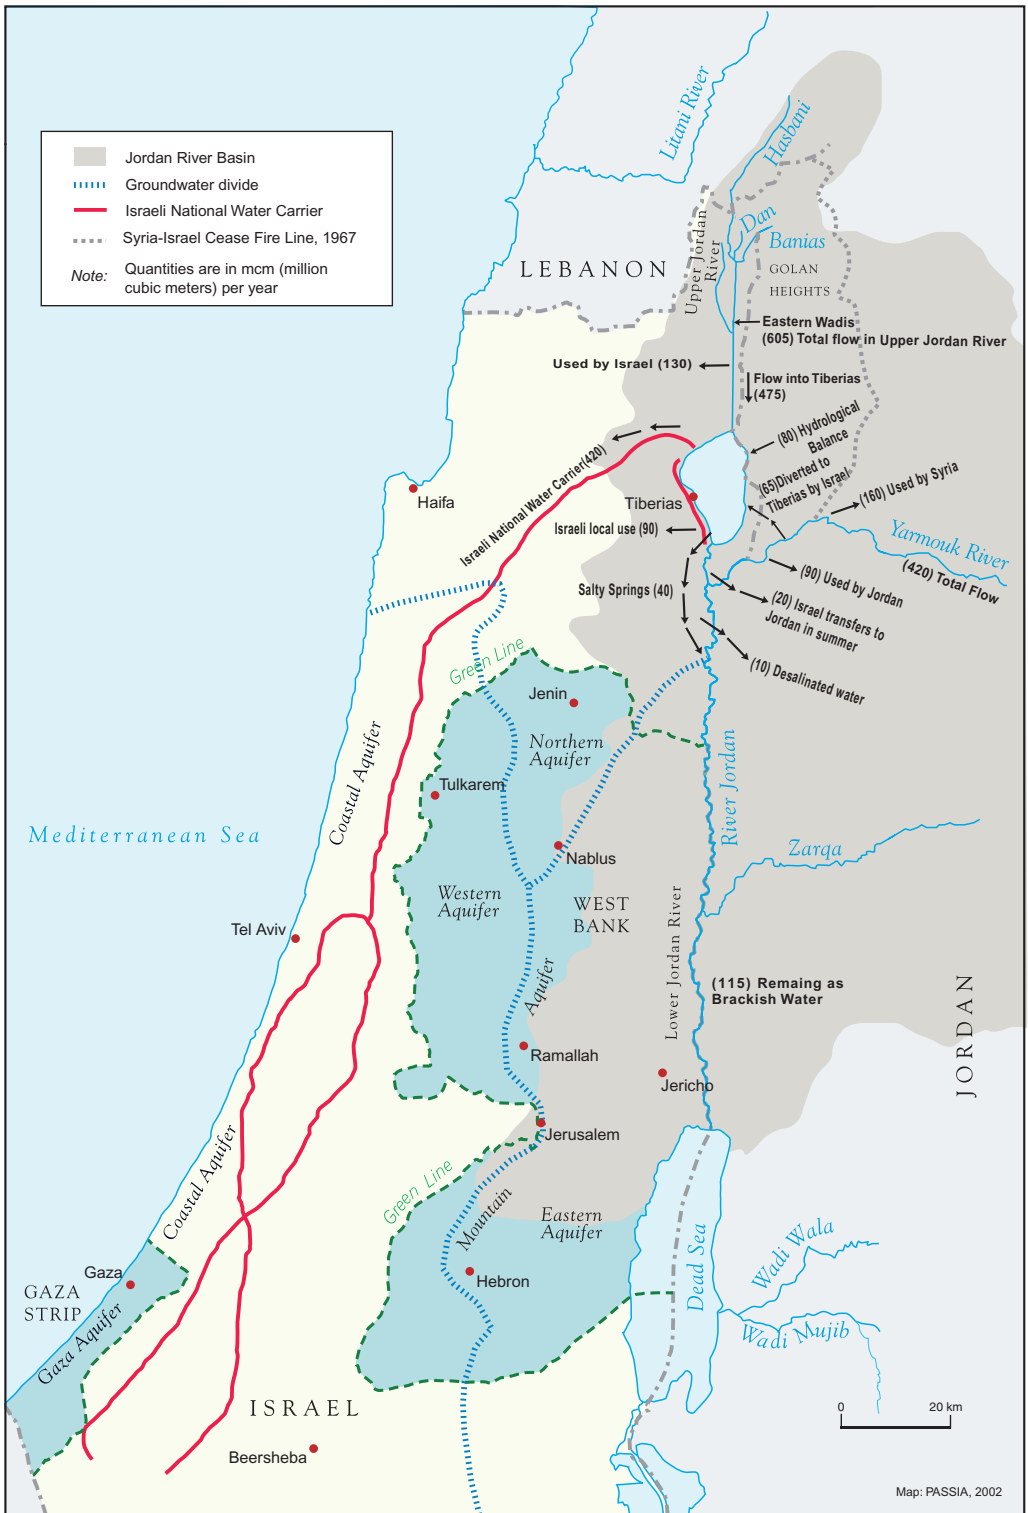 Jordan River Basin
Groundwater divide
Israeli National Water Carrier
Syria-Israel Cease Fire Line, 1967
Note: Quantities are in mcm (million
cubic meters) per year
Litani River
Hasbani
Dan
Banias
Upper Jordan
River
GOLAN
HEIGHTS
LEBANON
Eastern Wadis
(605) Total flow in Upper Jordan River
Used by Israel (130)
Flow into Tiberias
(475)
(80) Hydrological
Balance
(65)Diverted to
Tiberias by Israel
(160) Used by Syria
Israeli National Water Carrier(420)
Haifa
Tiberias
Israeli local use (90)
Yarmouk River
(420) Total Flow
(90) Used by Jordan
Salty Springs (40)
(20) Israel transfers to
Jordan in summer
(10) Desalinated water
Green Line
Jenin
Northern
Aquifer
Coastal Aquifer
Tulkarem
River Jordan
Mediterranean Sea
Zarqa
Nablus
Western
Aquifer
WEST
BANK
Tel Aviv
Lower Jordan River
Aquifer
(115) Remaing as
Brackish Water
JORDAN
Ramallah
Jericho
Jerusalem
Coastal Aquifer
Green Line
Mountain
Eastern
Aquifer
Dead Sea
Wadi Wala
Gaza
GAZA
STRIP
Gaza Aquifer
Hebron
Wadi Mujib
ISRAEL
0 20 km
Beersheba
Map: PASSIA, 2002